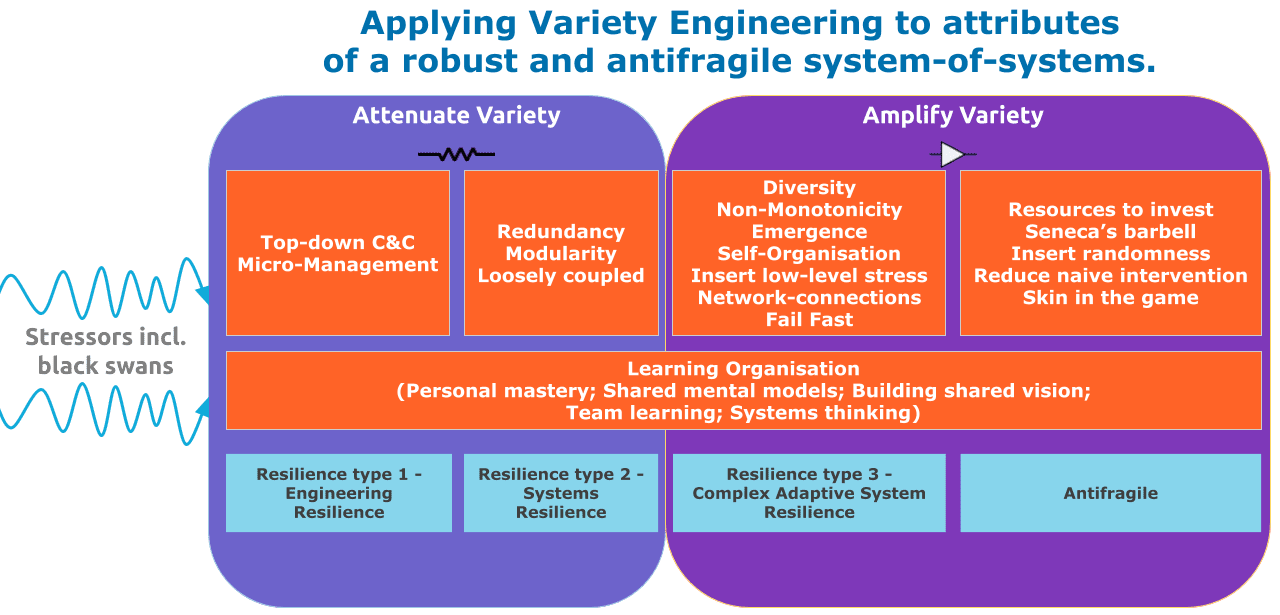 Applying Variety Engineering to attributes
of a robust and antifragile system-of-systems.
Attenuate Variety
Amplify Variety
Top-down C&C
Micro-Management
Redundancy
Modularity
Loosely coupled
Diversity
Non-Monotonicity
Emergence
Self-Organisation
Insert low-level stress
Network-connections
Fail Fast
Resources to invest
Seneca’s barbell
Insert randomness
Reduce naive intervention
Skin in the game
Stressors incl.
black swans
Learning Organisation
(Personal mastery; Shared mental models; Building shared vision;
Team learning; Systems thinking)
Resilience type 1 -
Engineering
Resilience
Resilience type 2 -
Systems
Resilience
Resilience type 3 -
Complex Adaptive System
Resilience
Antifragile